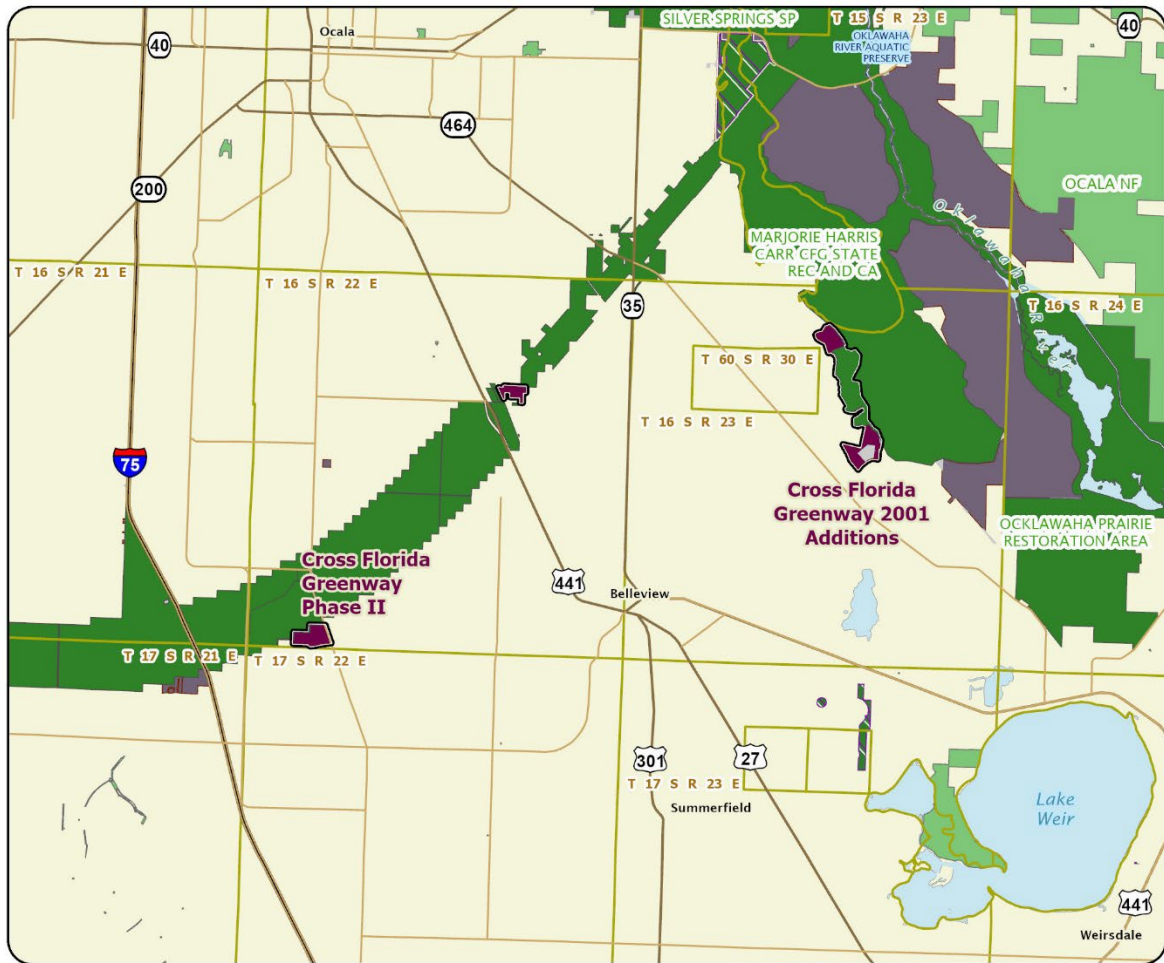 SILVER SPRINGS SP
T 15 S R 23 E
40
Ocala
40
OKLAWAHA
RIVER AQUATIC
PRESERVE
464
200
OCALA NF
Oklawaha River
MARJORIE HARRIS
CARR CFG STATE
REC AND CA
T 16 S R 21 E
T 16 S R 22 E
35
T 16 S R 24 E
T 60 S R 30 E
T 16 S R 23 E
75
Cross Florida
Greenway 2001
Additions
OCKLAWAHA PRAIRIE
RESTORATION AREA
Cross Florida
Greenway
Phase II
441
Belleview
T 17 S R 21 E
T 17 S R 22 E
301
27
T 17 S R 23 E
Summerfield
Lake
Weir
441
Weirsdale